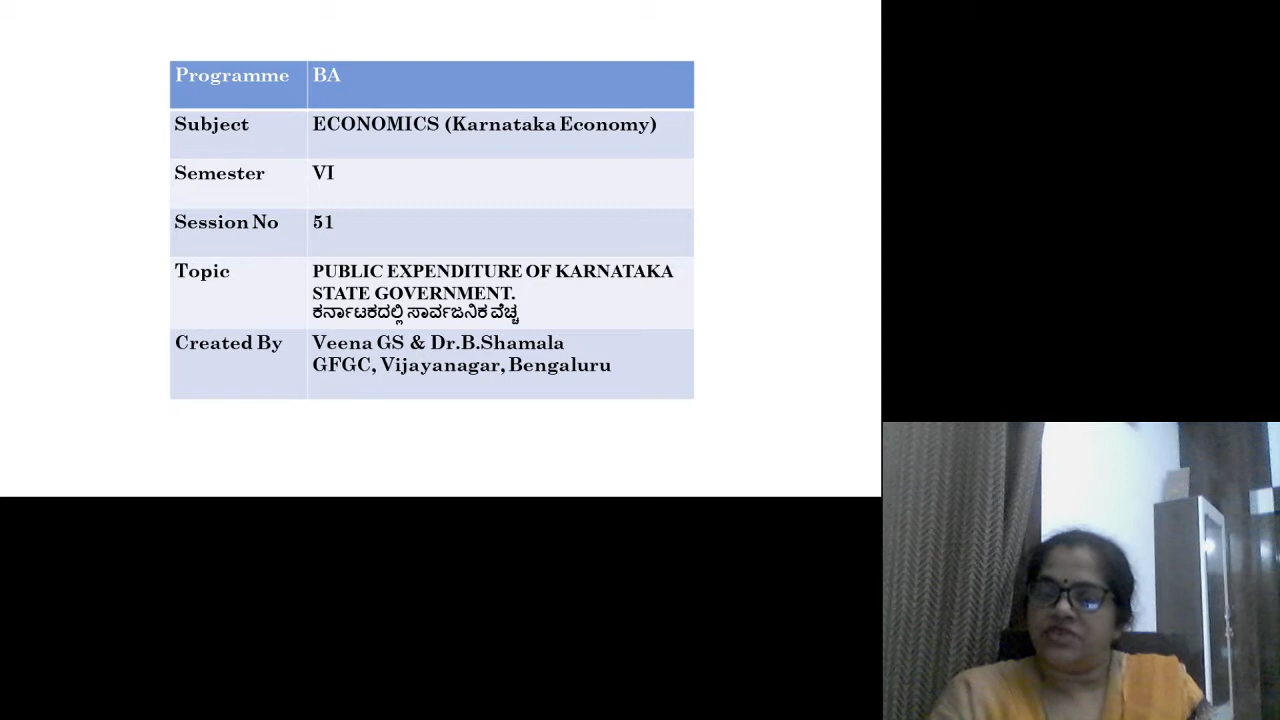 Programme BA
Subject ECONOMICS (Karnataka Economy)
Semester VI
Session No 51
Topic PUBLIC EXPENDITURE OF KARNATAKA
STATE GOVERNMENT.
ಕರ್ನಾಟಕದಲ್ಲಿ ಸಾರ್ವಜನಿಕ ವೆಚ್ಚ
Created By Veena GS & Dr.B.Shamala
GFGC, Vijayanagar, Bengaluru